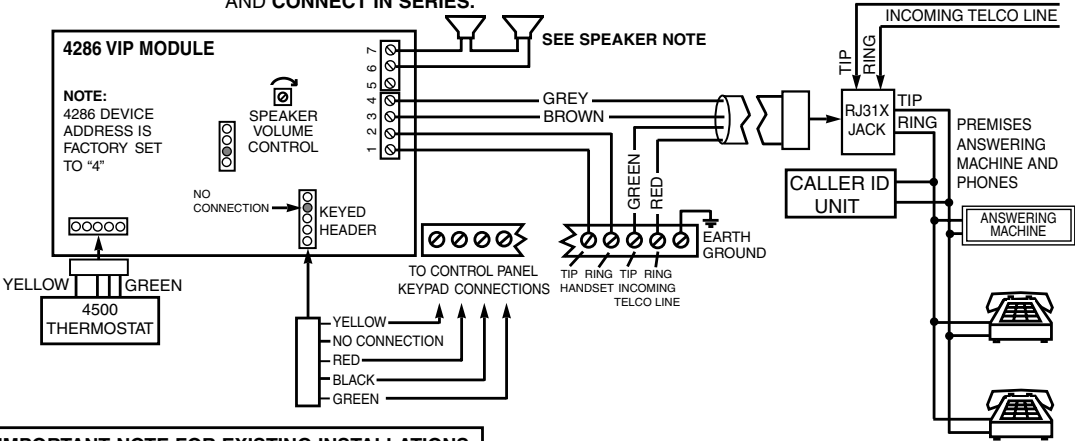 AND CONNECT IN SERIES.
INCOMING TELCO LINE
4286 VIP MODULE
SEE SPEAKER NOTE
TIP
RING
7
6
5
4
3
2
1
NOTE:
4286 DEVICE
ADDRESS IS
FACTORY SET
TO “4”
SPEAKER
VOLUME
CONTROL
GREY
BROWN
RJ31X
JACK
TIP
RING
PREMISES
ANSWERING
MACHINE AND
PHONES
GREEN
RED
CALLER ID
UNIT
NO
CONNECTION
KEYED
HEADER
ANSWERING
MACHINE
EARTH
GROUND
YELLOW
GREEN
4500
THERMOSTAT
TO CONTROL PANEL
KEYPAD CONNECTIONS
TIP RING TIP RING
HANDSET INCOMING
TELCO LINE
YELLOW
NO CONNECTION
RED
BLACK
GREEN
IMPORTANT NOTE FOR EXISTING INSTALLATIONS